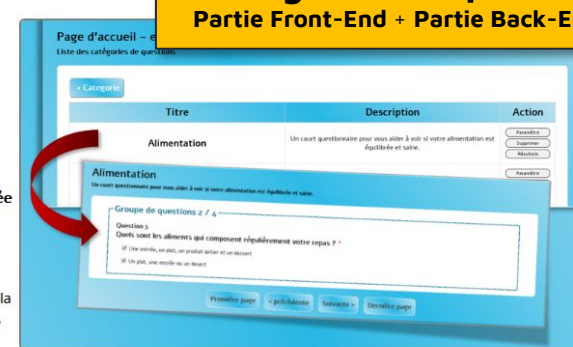 Partie Front-End + Partie Back-E
Page d'accueil – e
Liste des catégories de questions
+ Categorie
Titre
Description
Action
Alimentation
Un court questionnaire pour vous aider à voir si votre alimentation est
équilibrée et saine.
Paramètre
Supprimer
Résultats
Paramètre
ée
la
Alimentation
Un court questionnaire pour vous aider à voir si votre alimentation est équilibrée et saine.
Groupe de questions 2 / 4
Question 3
Quels sont les aliments qui composent régulièrement votre repas ? *
Une entrée, un plat, un produit laitier et un dessert
Un plat, une entrée ou un desert
Première page
« précédente
Suivante »
Dernière page